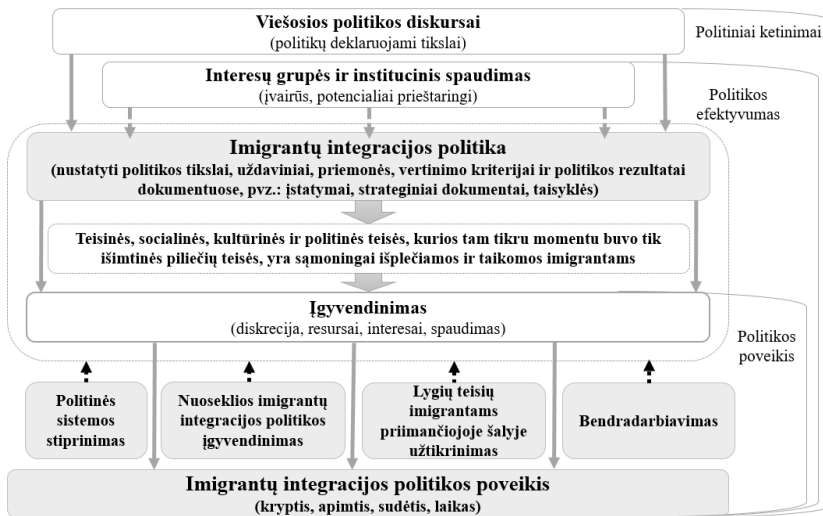 Viešosios politikos diskursai
(politikų deklaruojami tikslai)
Politiniai ketinimai
Interesų grupės ir institucinis spaudimas
(įvairūs, potencialiai prieštaringi)
Politikos
efektyvumas
Imigrantų integracijos politika
(nustatyti politikos tikslai, uždaviniai, priemonės, vertinimo kriterijai ir politikos rezultatai
dokumentuose, pvz.: įstatymai, strateginiai dokumentai, taisyklės)
Teisinės, socialinės, kultūrinės ir politinės teisės, kurios tam tikru momentu buvo tik
išimtinės piliečių teisės, yra sąmoningai išplečiamos ir taikomos imigrantams
Įgyvendinimas
(diskrecija, resursai, interesai, spaudimas)
Politikos
poveikis
Politinės
sistemos
stiprinimas
Nuoseklios imigrantų
integracijos politikos
įgyvendinimas
Lygių teisių
imigrantams
priimančiojoje šalyje
užtikrinimas
Bendradarbiavimas
Imigrantų integracijos politikos poveikis
(kryptis, apimtis, sudėtis, laikas)